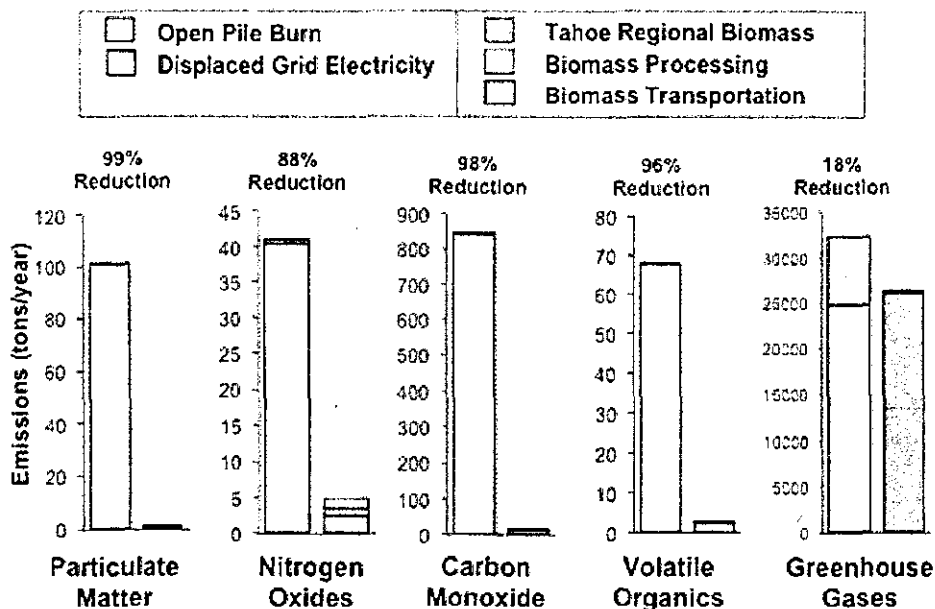 Open Pile Burn
Displaced Grid Electricity
Tahoe Regional Biomass
Biomass Processing
Biomass Transportation
99%
Reduction
88%
Reduction
98%
Reduction
96%
Reduction
18%
Reduction
Emissions (tons/year)
120
100
80
60
40
20
0
45
40
35
30
25
20
15
10
5
0
900
800
700
600
500
400
300
200
100
0
80
70
60
50
40
30
20
10
0
35000
30000
25000
20000
15000
10000
5000
0
Particulate
Matter
Nitrogen
Oxides
Carbon
Monoxide
Volatile
Organics
Greenhouse
Gases